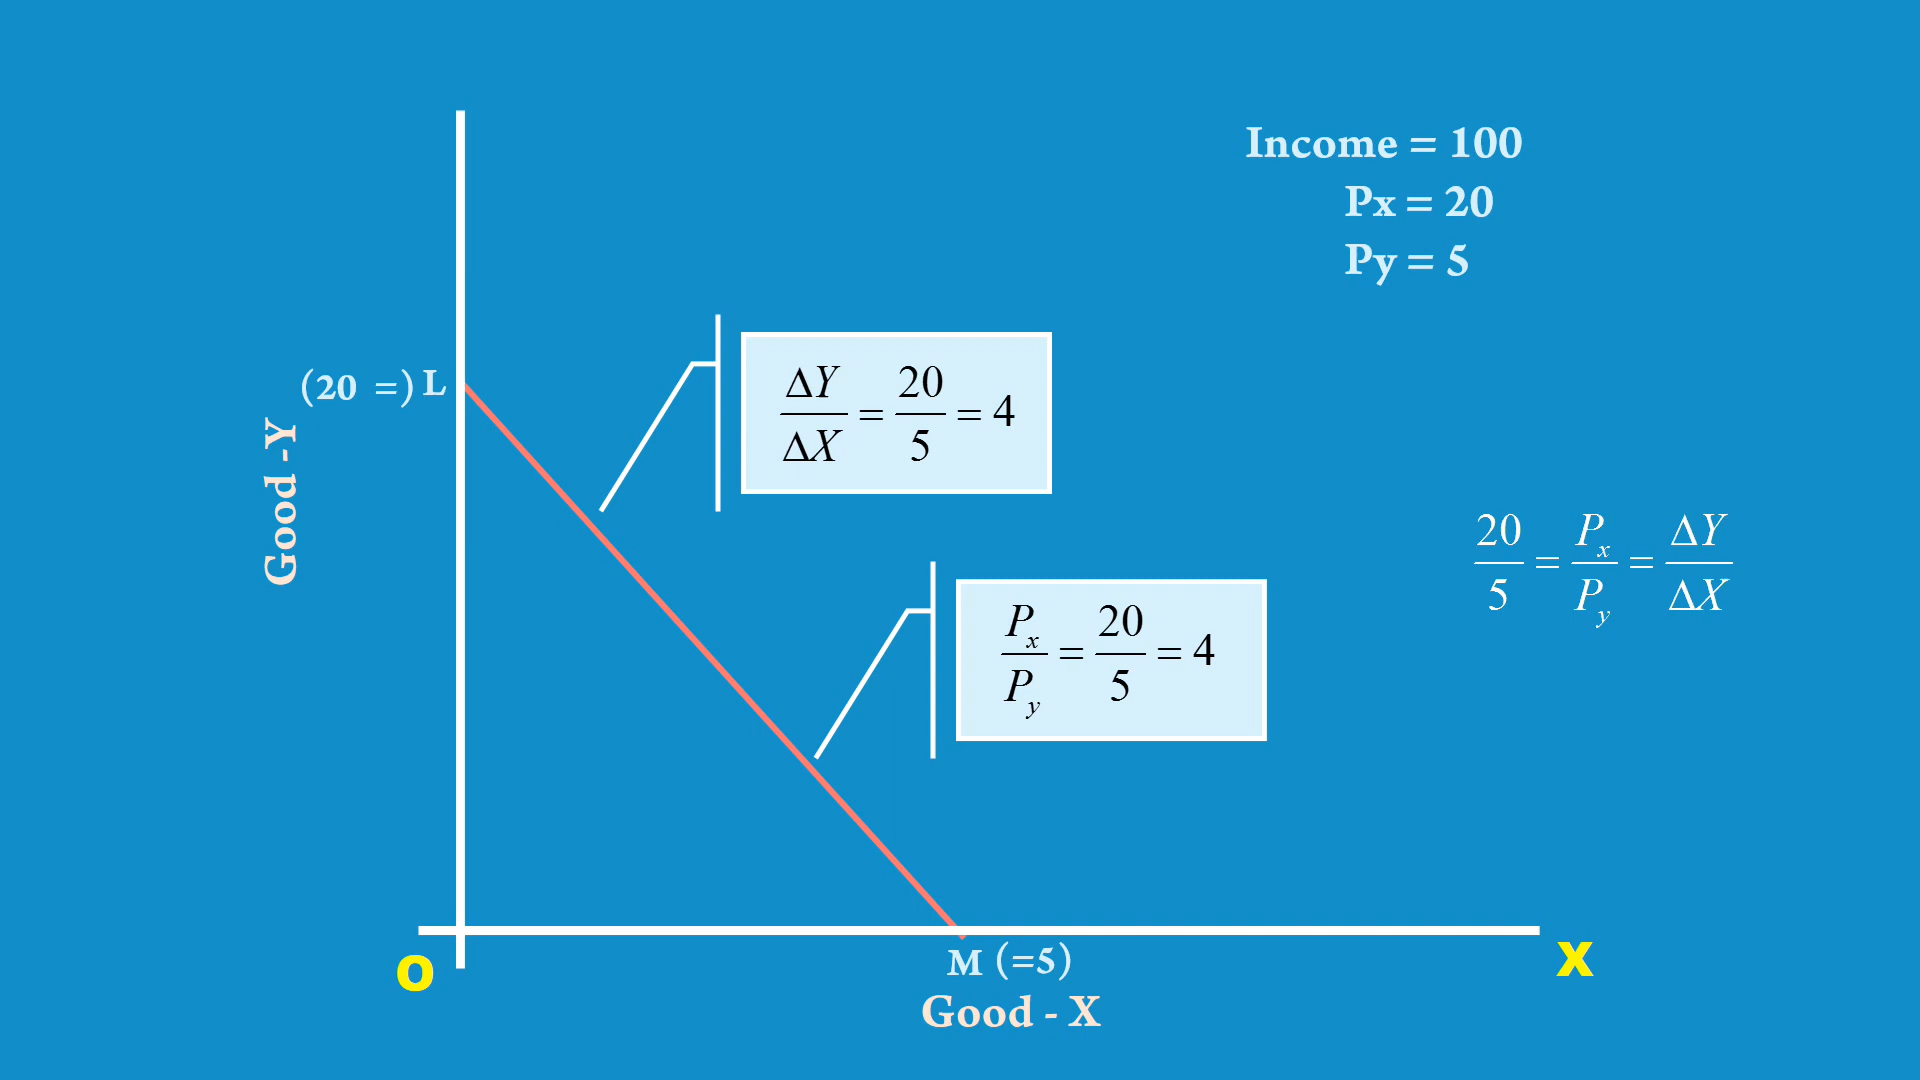 Income = 100
Px = 20
Py = 5
(20 =) L
Good -Y
ΔY/ΔX = 20/5 = 4
20/5 = Px/Py = ΔY/ΔX
Px/Py = 20/5 = 4
O
M (=5)
X
Good - X